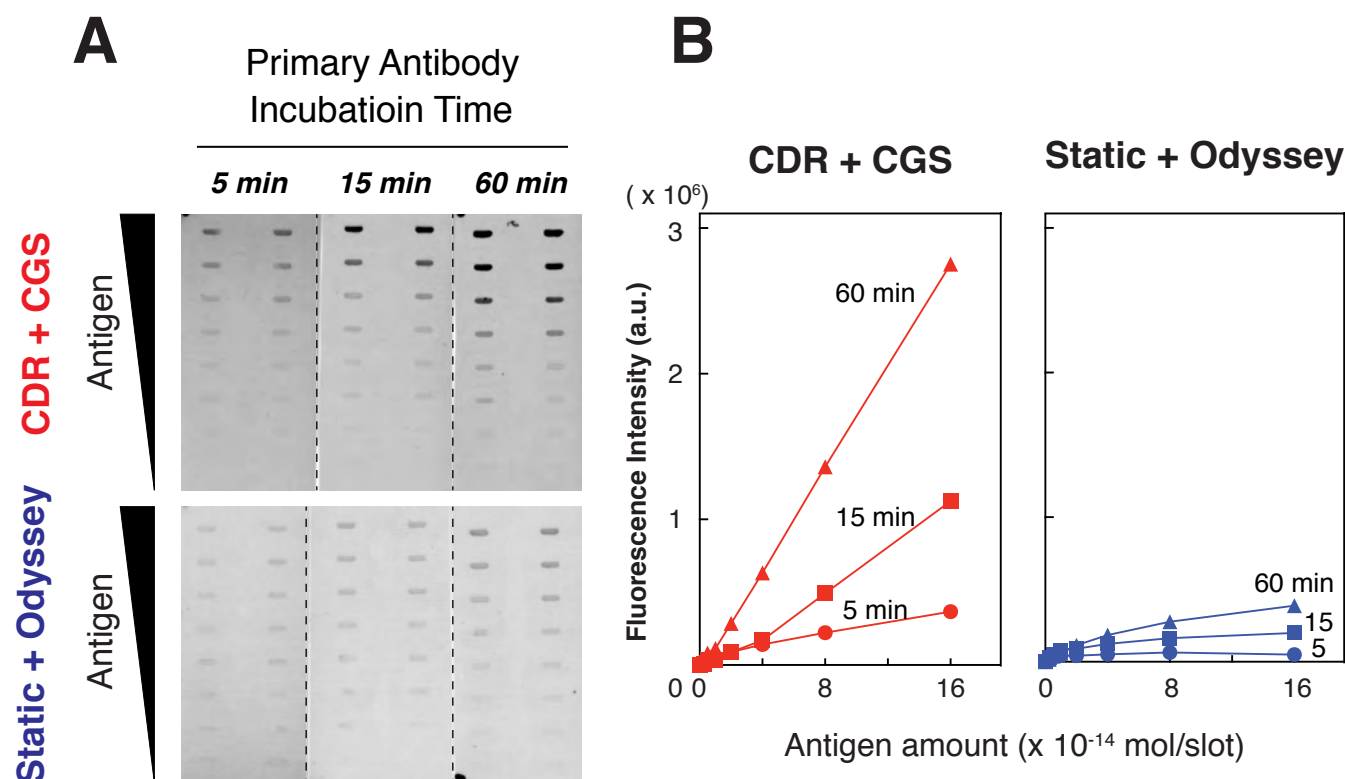 A
Primary Antibody
Incubatioin Time
5 min 15 min 60 min
CDR + CGS
Antigen
Static + Odyssey
Antigen
B
CDR + CGS
Static + Odyssey
( x 10⁶)
Fluorescence Intensity (a.u.)
3
2
1
0
60 min
15 min
5 min
0 8 16
60 min
15
5
0 8 16
Antigen amount (x 10⁻¹⁴ mol/slot)